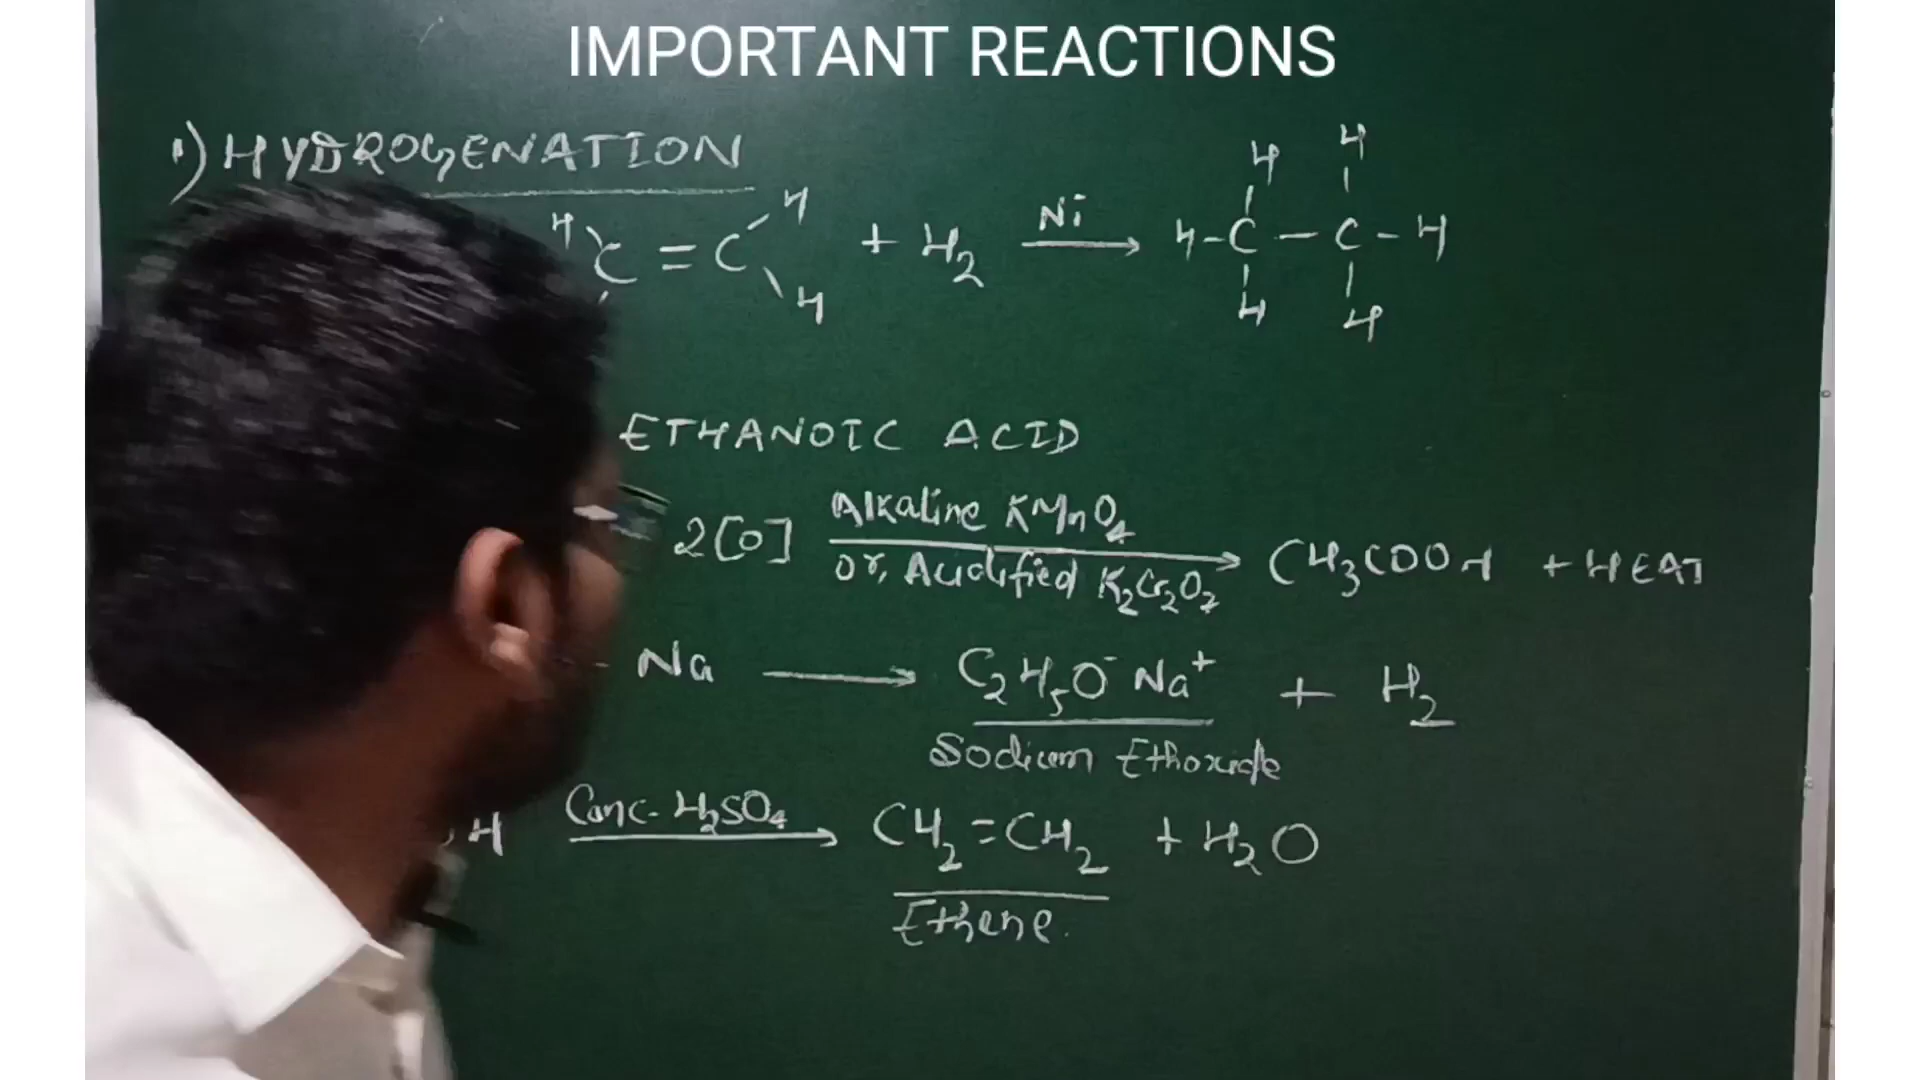 IMPORTANT REACTIONS
1) HYDROGENATION
H H H H
C = C + H2 Ni H - C - C - H
H H H
ETHANOIC ACID
2[O] Alkaline KMnO4 CH3COOH + HEAT
or, Acidified K2Cr2O7
Na → C2H5O⁻Na⁺ + H2
Sodium Ethoxide
H Conc. H2SO4 CH2=CH2 + H2O
Ethene.